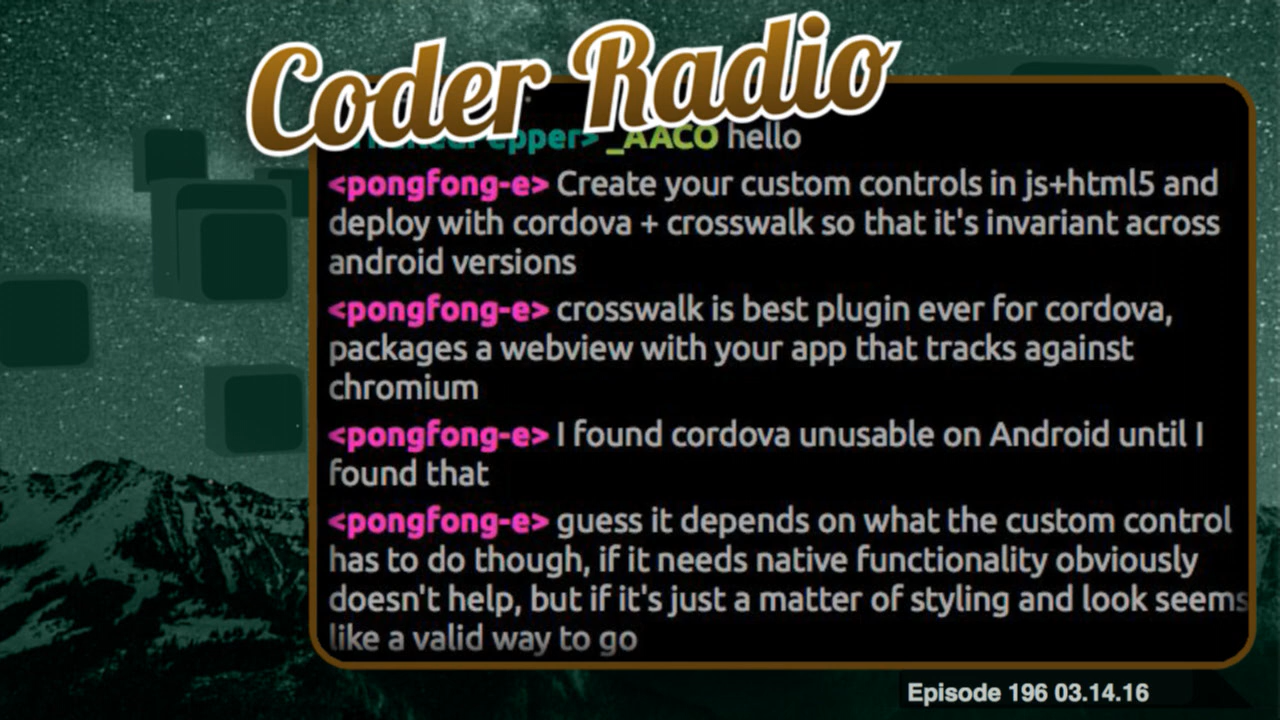 Coder Radio
_AACO hello
<pongfong-e> Create your custom controls in js+html5 and
deploy with cordova + crosswalk so that it's invariant across
android versions
<pongfong-e> crosswalk is best plugin ever for cordova,
packages a webview with your app that tracks against
chromium
<pongfong-e> I found cordova unusable on Android until I
found that
<pongfong-e> guess it depends on what the custom control
has to do though, if it needs native functionality obviously
doesn't help, but if it's just a matter of styling and look seems
like a valid way to go
Episode 196 03.14.16